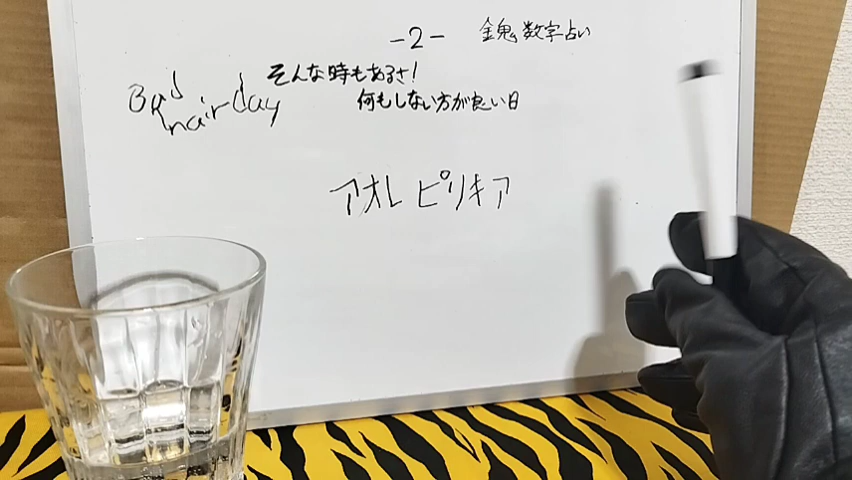 -2-
金鬼数字占い
Bad hair day
そんな時もあるさ!
何もしない方が良い日
アオレ ピリキア